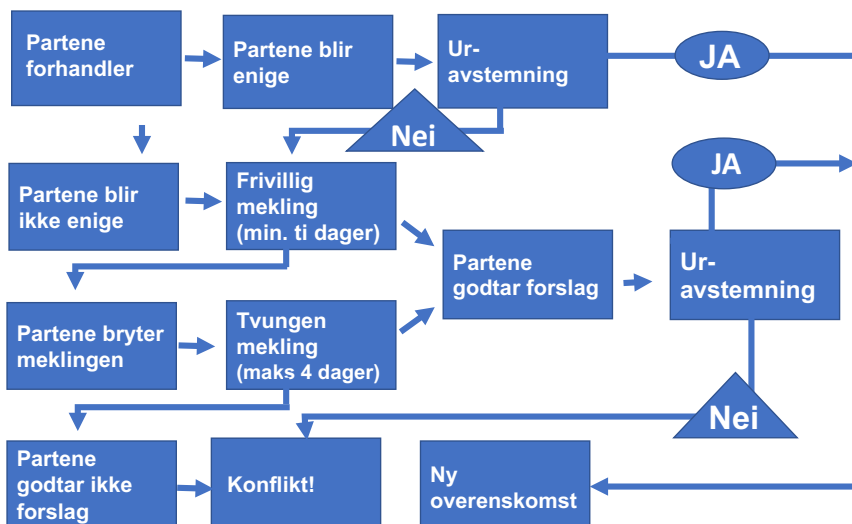 Partene
forhandler
Partene blir
enige
Ur-
avstemning
JA
Nei
Partene blir
ikke enige
Frivillig
mekling
(min. ti dager)
JA
Partene
godtar forslag
Ur-
avstemning
Partene bryter
meklingen
Tvungen
mekling
(maks 4 dager)
Nei
Partene
godtar ikke
forslag
Konflikt!
Ny
overenskomst